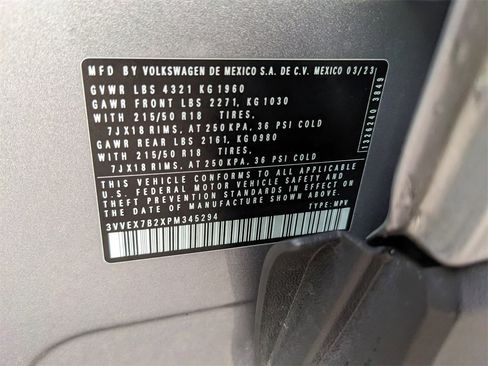 MFD BY VOLKSWAGEN DE MEXICO S.A. DE C.V. MEXICO 03/23
GVWR LBS 4321 KG 1960
GAWR FRONT LBS 2271, KG 1030
WITH 215/50 R18 TIRES,
7JX18 RIMS, AT 250 KPA, 36 PSI COLD
GAWR REAR LBS 2161, KG 0980
WITH 215/50 R18 TIRES,
7JX18 RIMS, AT 250 KPA, 36 PSI COLD
THIS VEHICLE CONFORMS TO ALL APPLICABLE
U.S. FEDERAL MOTOR VEHICLE SAFETY AND
THEFT PREVENTION STANDARDS IN EFFECT ON
THE DATE OF MANUFACTURE SHOWN ABOVE.
3VVEX7B2XPM345294 TYPE: MPV
1326240 3849